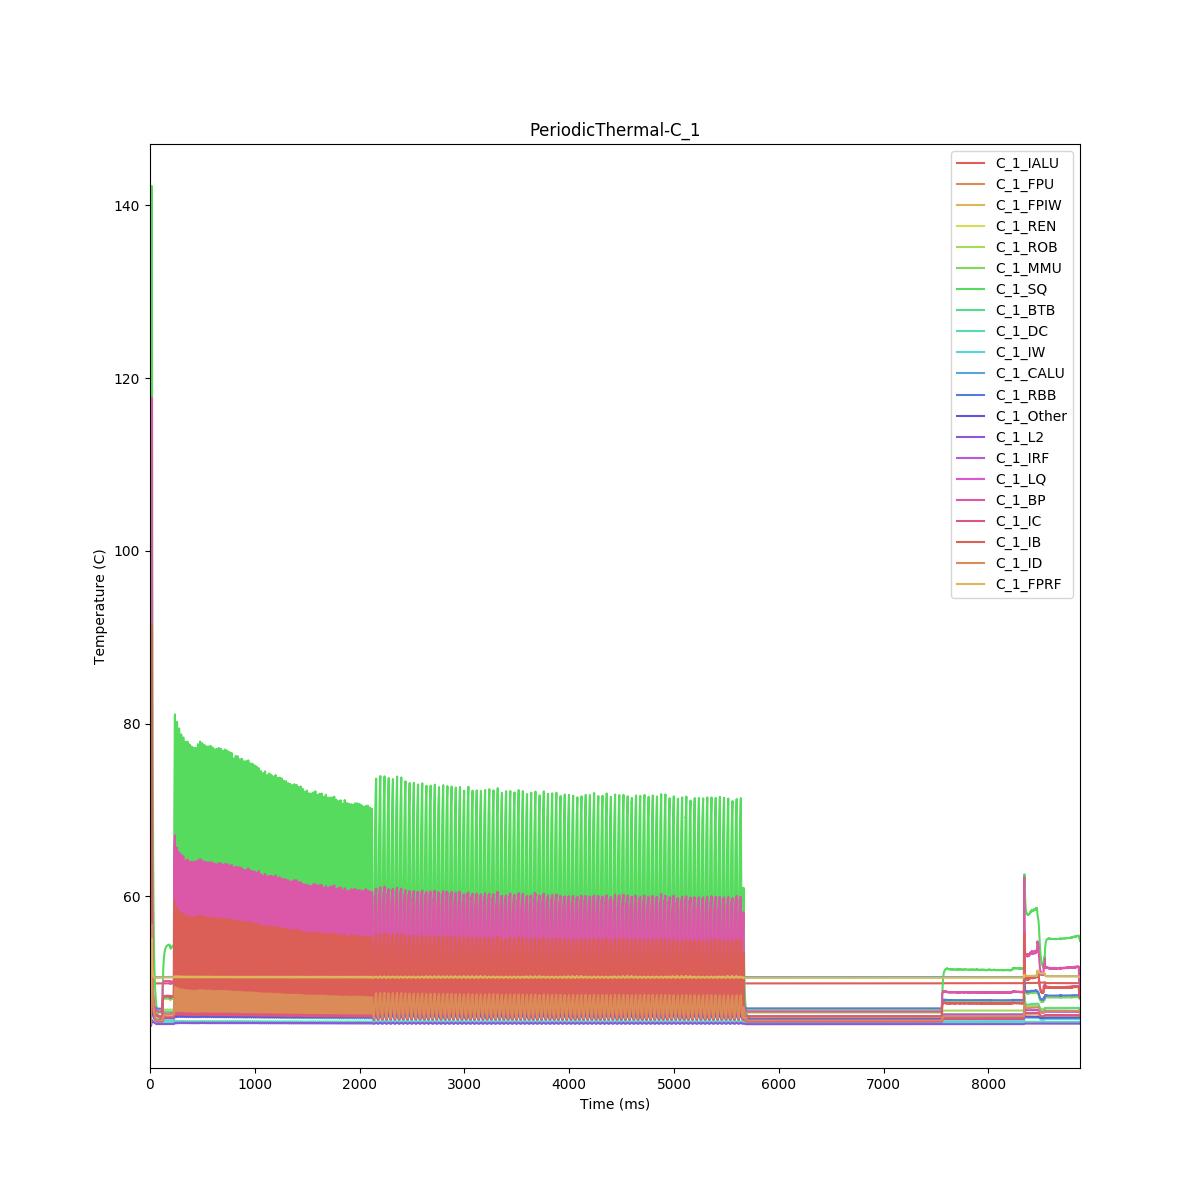 PeriodicThermal-C_1
C_1_IALU
C_1_FPU
C_1_FPIW
C_1_REN
C_1_ROB
C_1_MMU
C_1_SQ
C_1_BTB
C_1_DC
C_1_IW
C_1_CALU
C_1_RBB
C_1_Other
C_1_L2
C_1_IRF
C_1_LQ
C_1_BP
C_1_IC
C_1_IB
C_1_ID
C_1_FPRF
Temperature (C)
140
120
100
80
60
0 1000 2000 3000 4000 5000 6000 7000 8000
Time (ms)